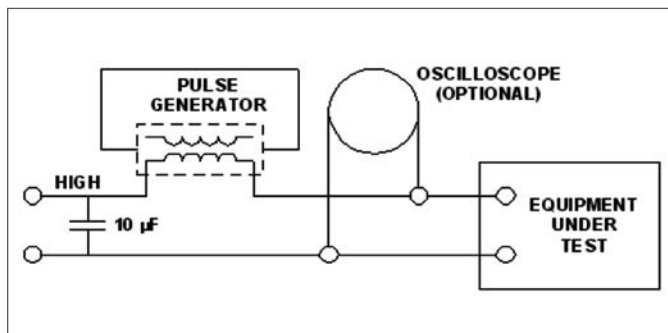 PULSE
GENERATOR
OSCILLOSCOPE
(OPTIONAL)
HIGH
10 µF
EQUIPMENT
UNDER
TEST